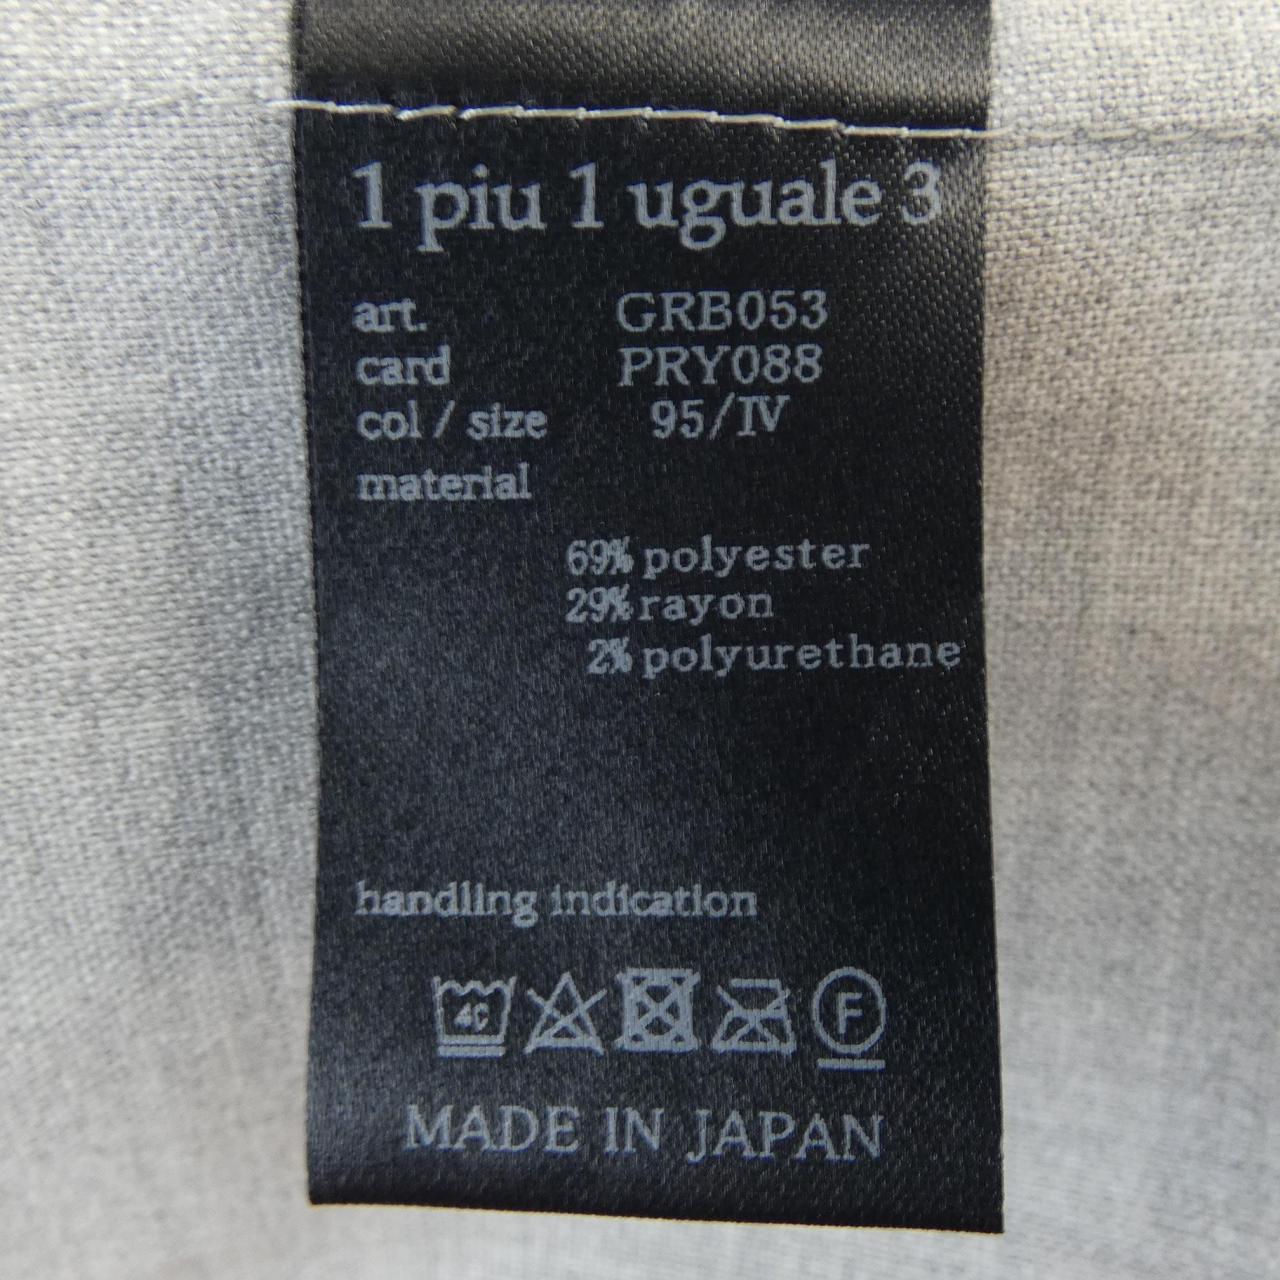 1 piu 1 uguale 3
art. GRB053
card PRY088
col / size 95/IV
material
69% polyester
29% rayon
2% polyurethane
handling indication
40 F
MADE IN JAPAN